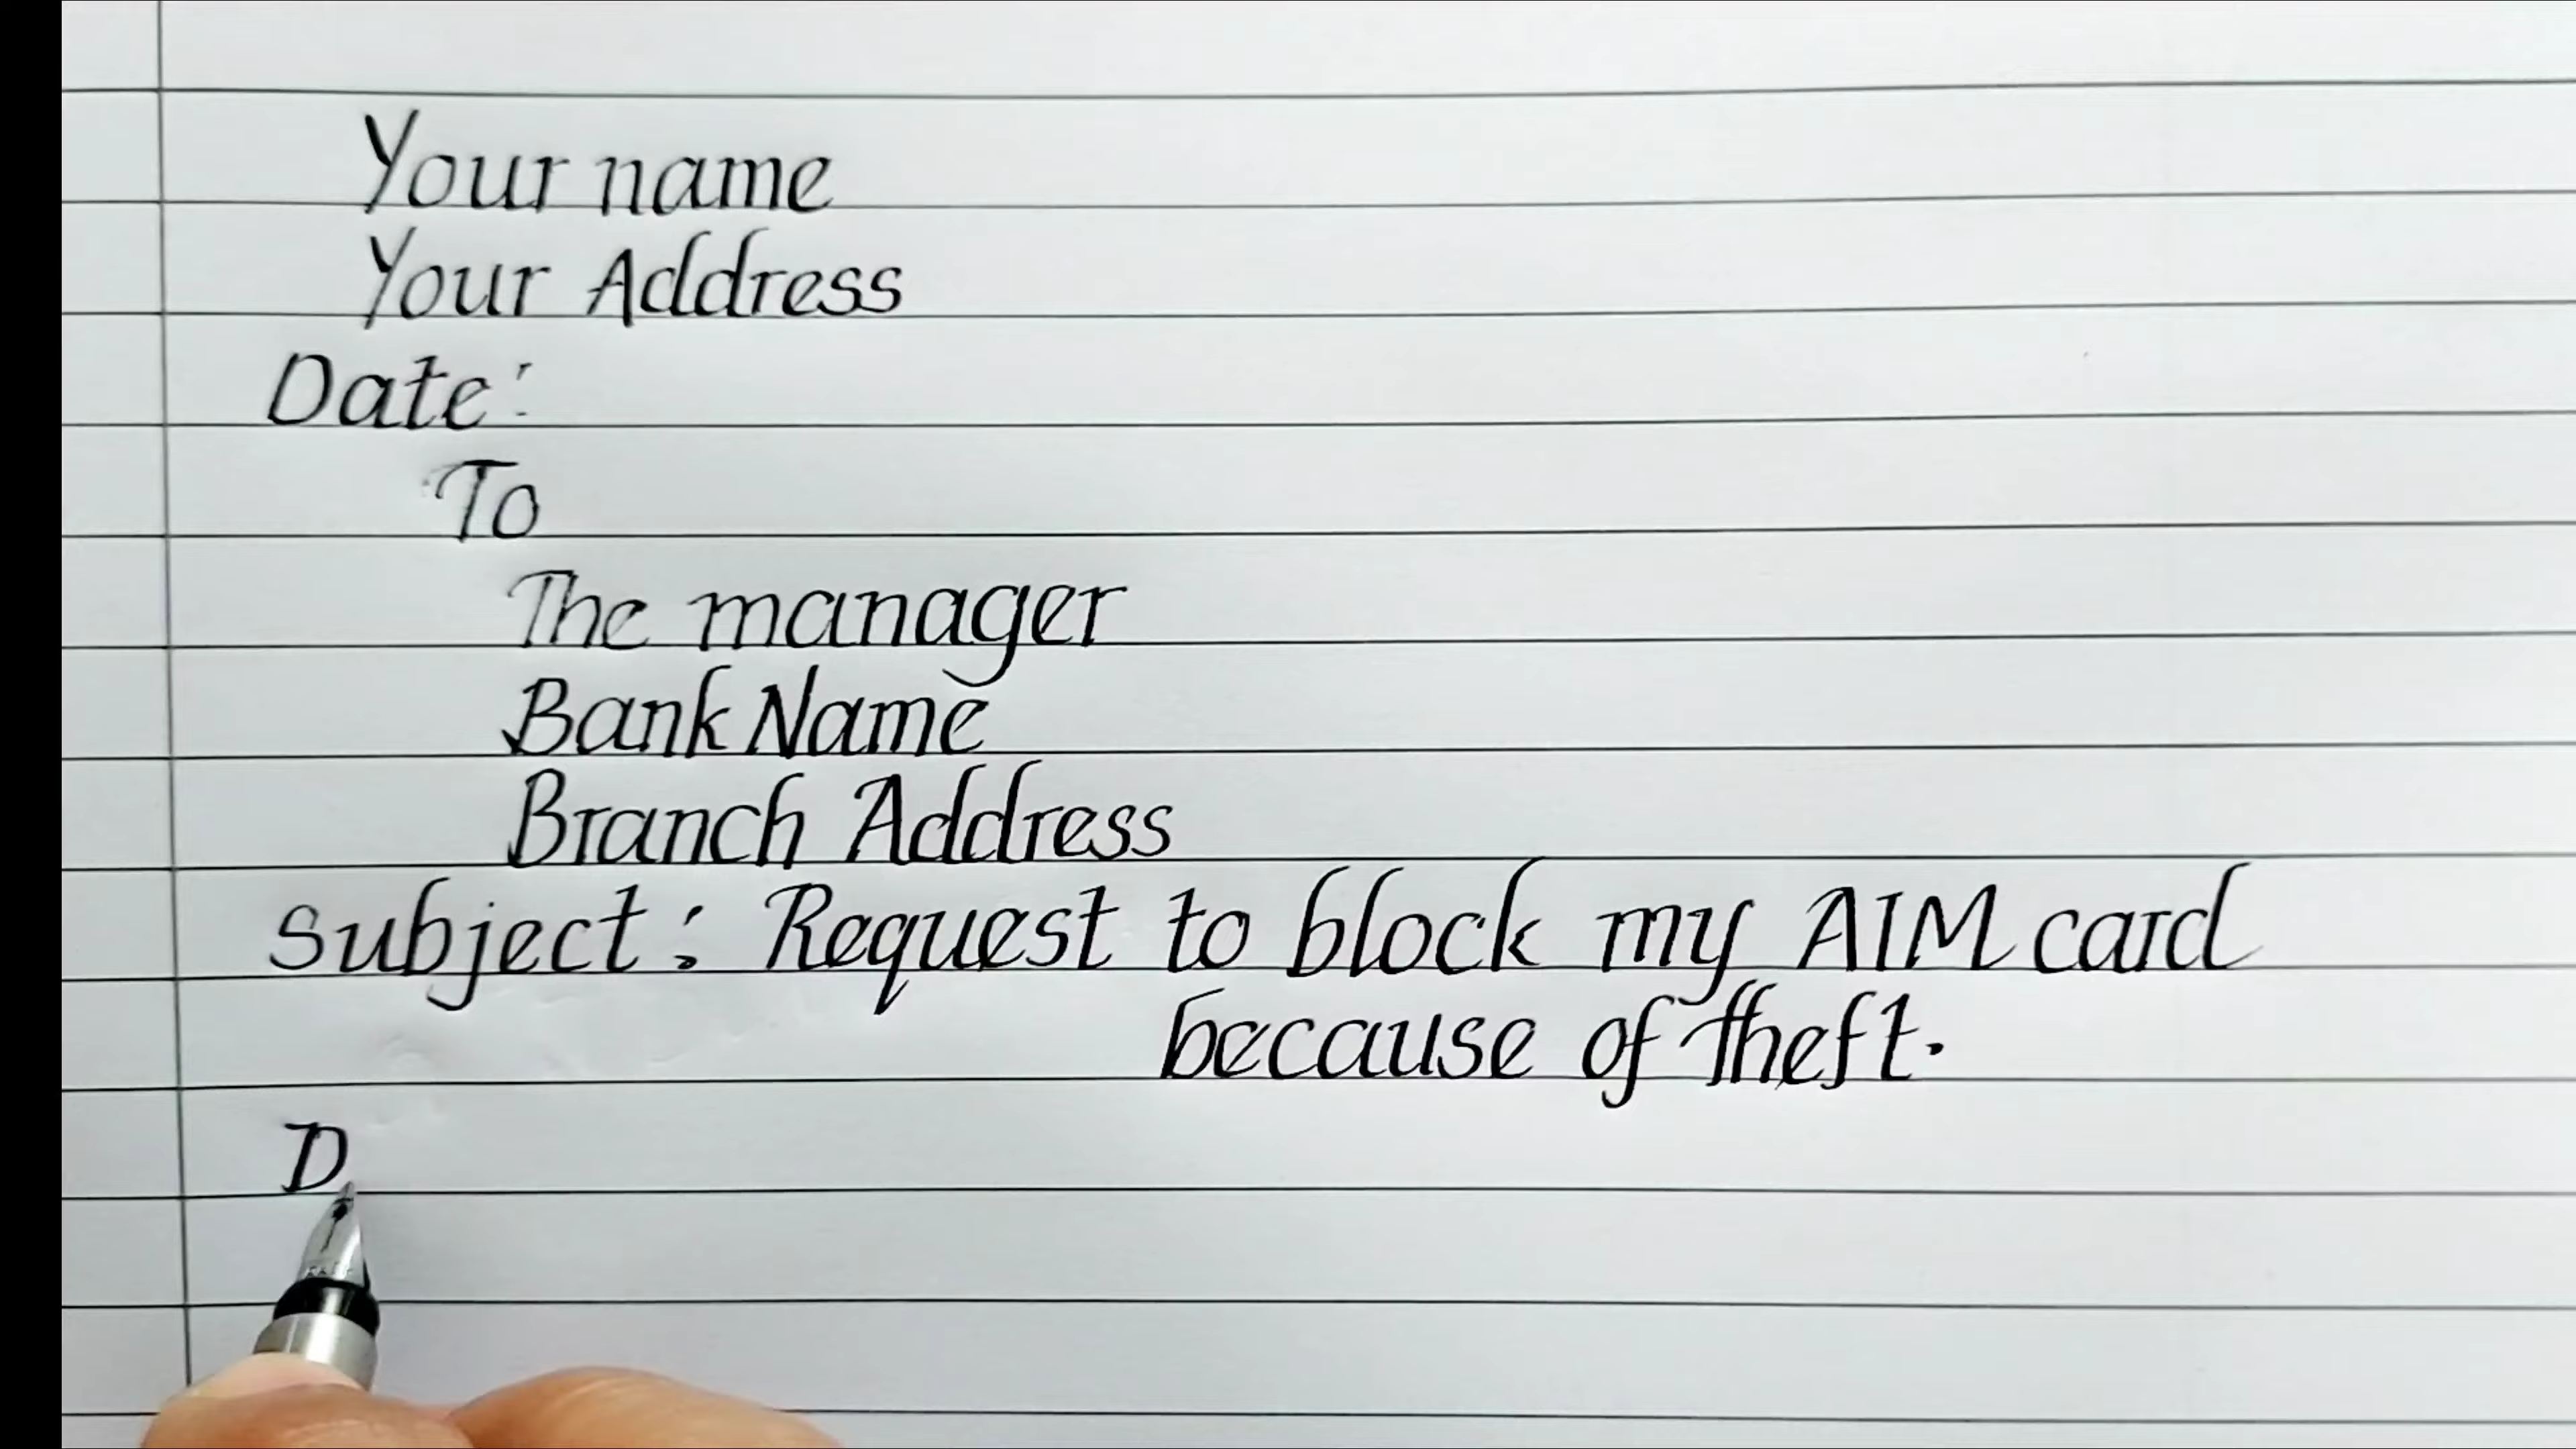 Your name
Your Address
Date:
To
The manager
Bank Name
Branch Address
Subject: Request to block my AIM card
because of theft.
D